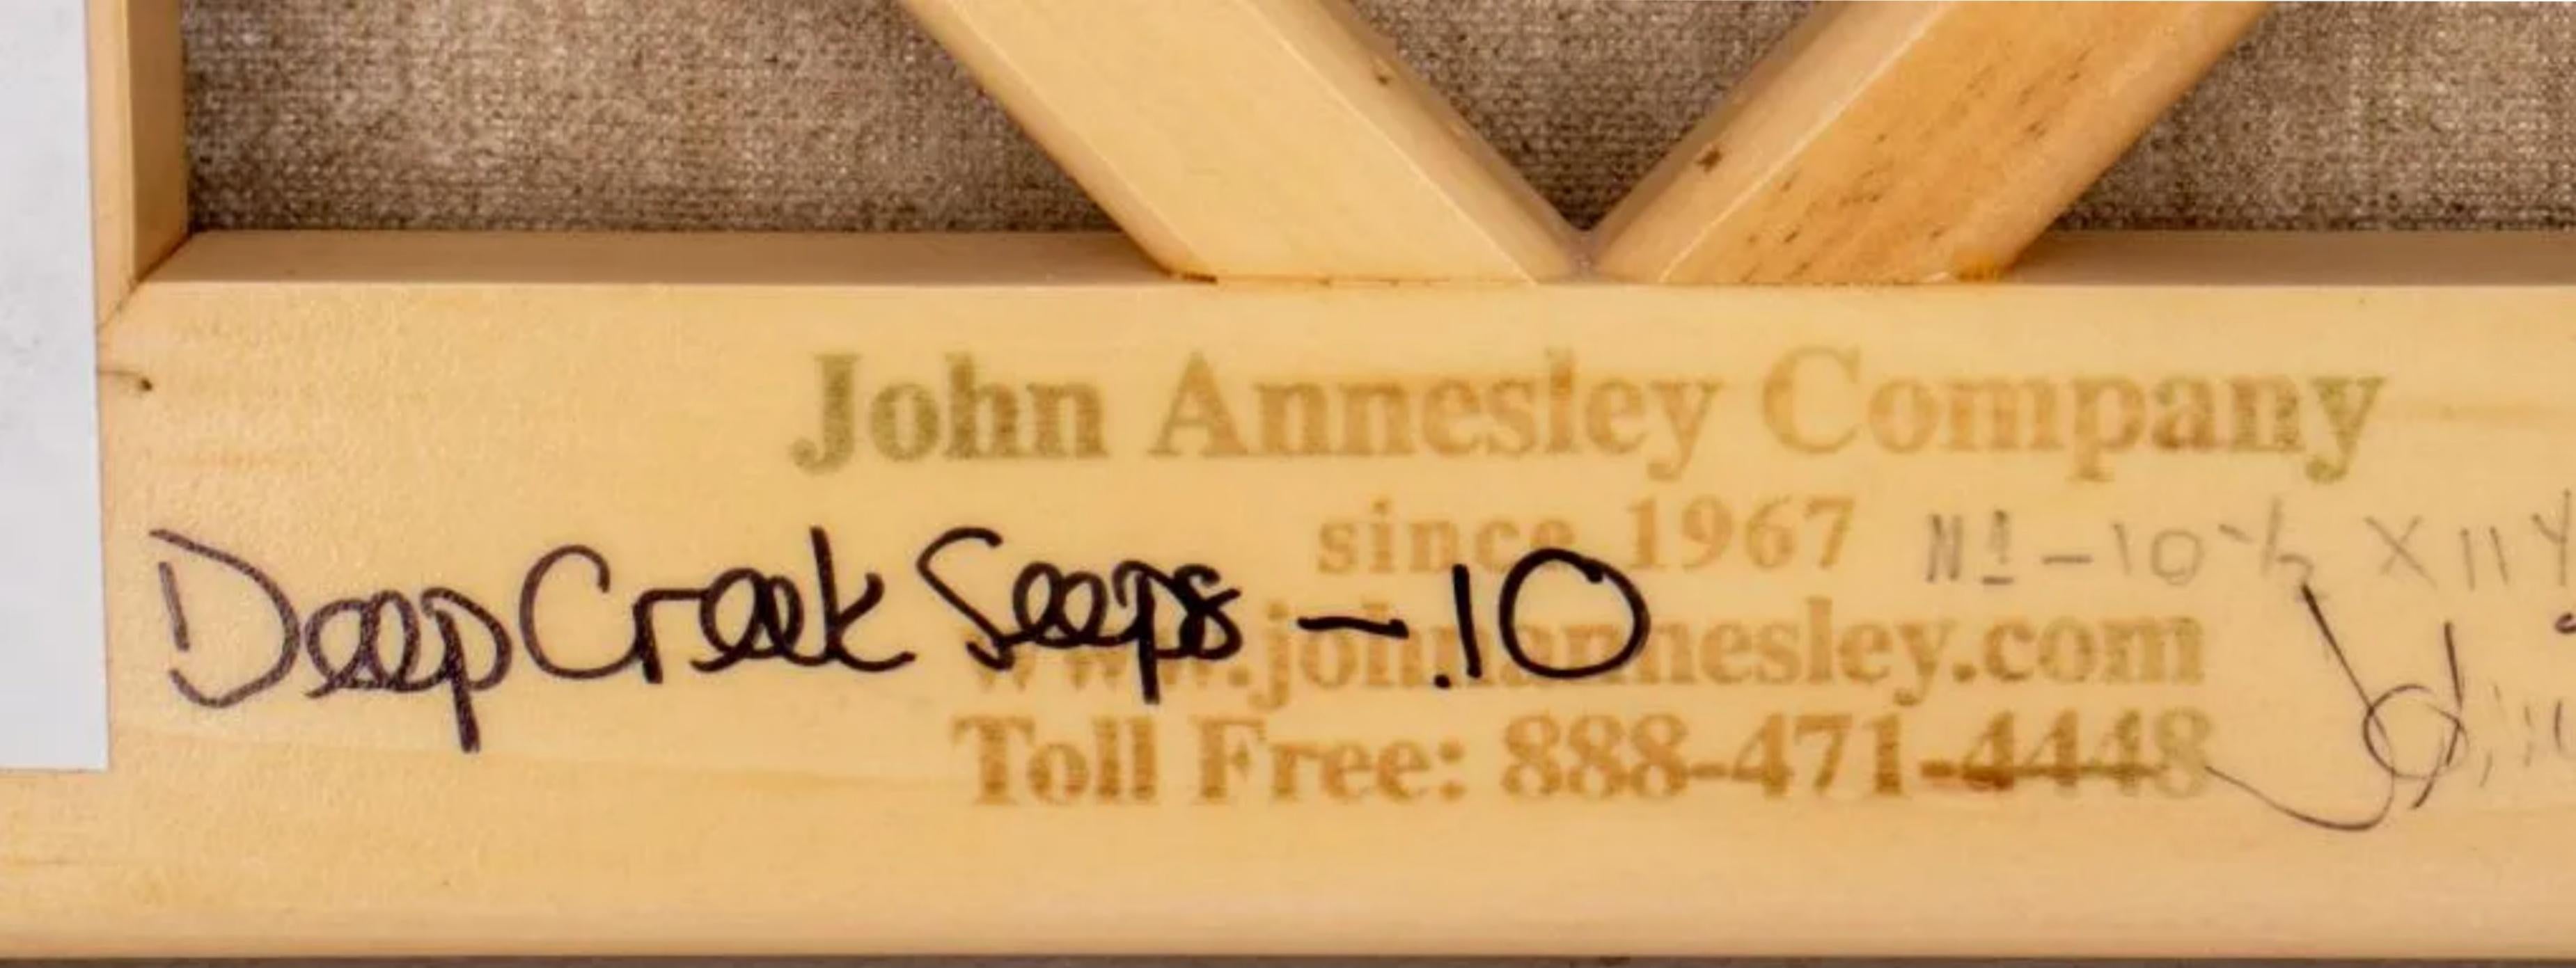 John Annesley Company
since 1967
Deep Creek Seeps - .10
www.johnannesley.com
Toll Free: 888-471-4448